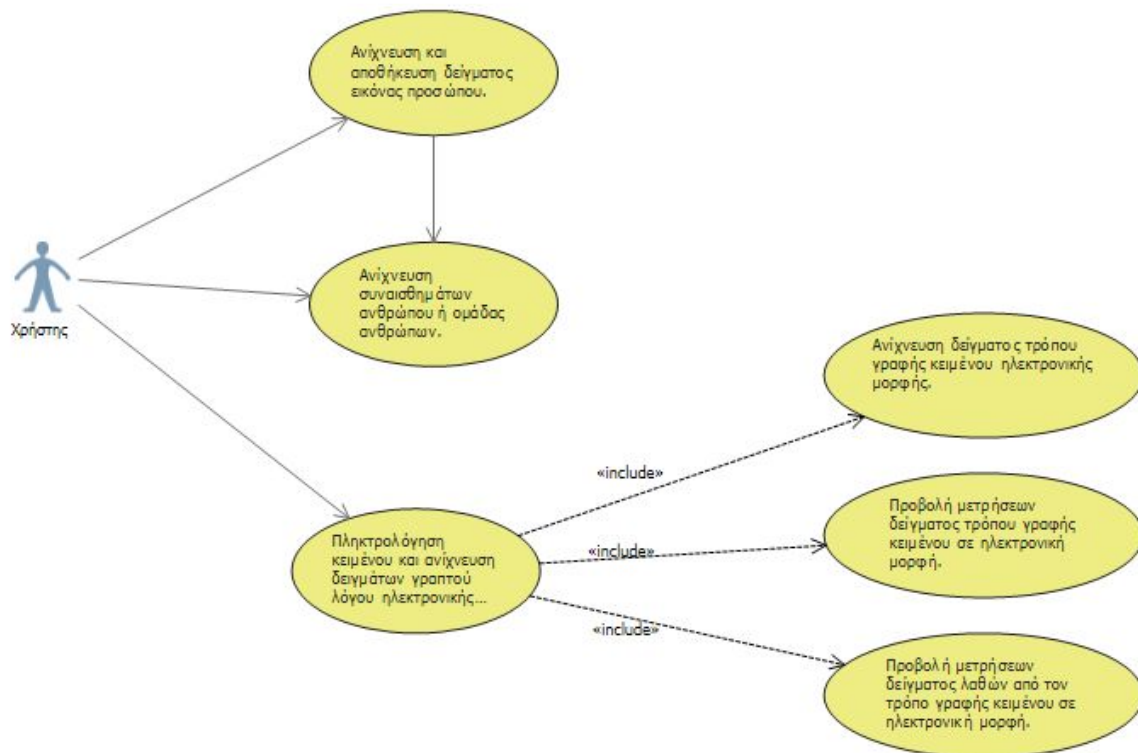 Ανίχνευση και
αποθήκευση δείγματος
εικόνας προσώπου.
Ανίχνευση
συναισθημάτων
ανθρώπου ή ομάδας
ανθρώπων.
Χρήστης
Ανίχνευση δείγματος τρόπου
γραφής κειμένου ηλεκτρονικής
μορφής.
«include»
Προβολή μετρήσεων
δείγματος τρόπου γραφής
κειμένου σε ηλεκτρονική
μορφή.
«include»
Πληκτρολόγηση
κειμένου και ανίχνευση
δειγμάτων γραπτού
λόγου ηλεκτρονικής...
«include»
Προβολή μετρήσεων
δείγματος λαθών από τον
τρόπο γραφής κειμένου σε
ηλεκτρονική μορφή.